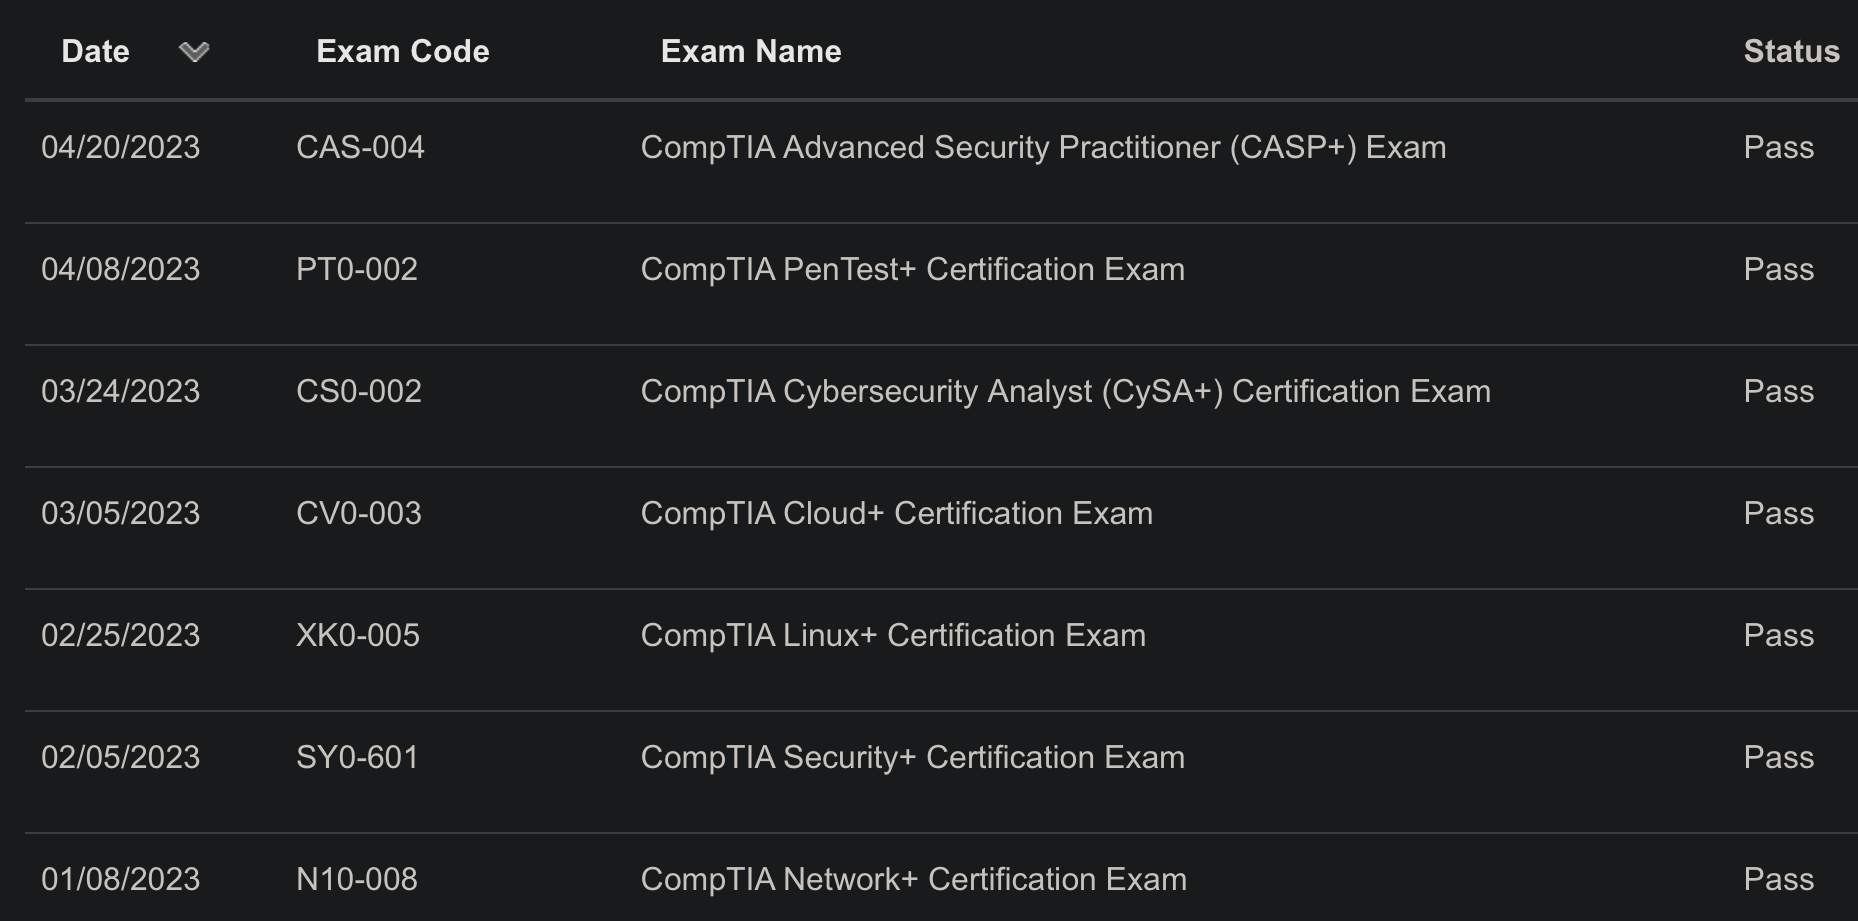 Date Exam Code Exam Name Status
04/20/2023 CAS-004 CompTIA Advanced Security Practitioner (CASP+) Exam Pass
04/08/2023 PT0-002 CompTIA PenTest+ Certification Exam Pass
03/24/2023 CS0-002 CompTIA Cybersecurity Analyst (CySA+) Certification Exam Pass
03/05/2023 CV0-003 CompTIA Cloud+ Certification Exam Pass
02/25/2023 XK0-005 CompTIA Linux+ Certification Exam Pass
02/05/2023 SY0-601 CompTIA Security+ Certification Exam Pass
01/08/2023 N10-008 CompTIA Network+ Certification Exam Pass